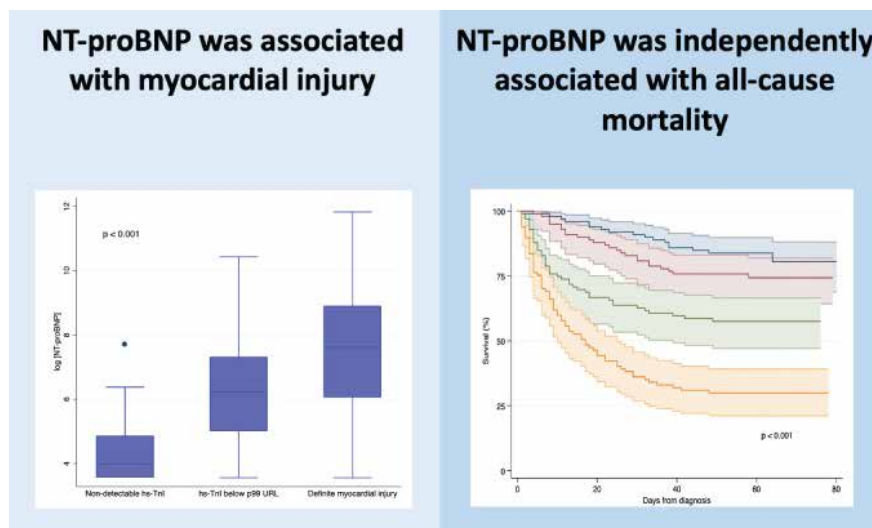 NT-proBNP was associated
with myocardial injury
NT-proBNP was independently
associated with all-cause
mortality
12
10
8
6
4
log [NT-proBNP]
p < 0.001
Non-detectable hs-TnI
hs-TnI below p99 URL
Definite myocardial injury
100
75
50
25
0
Survival (%)
p < 0.001
0
20
40
60
80
Days from diagnosis